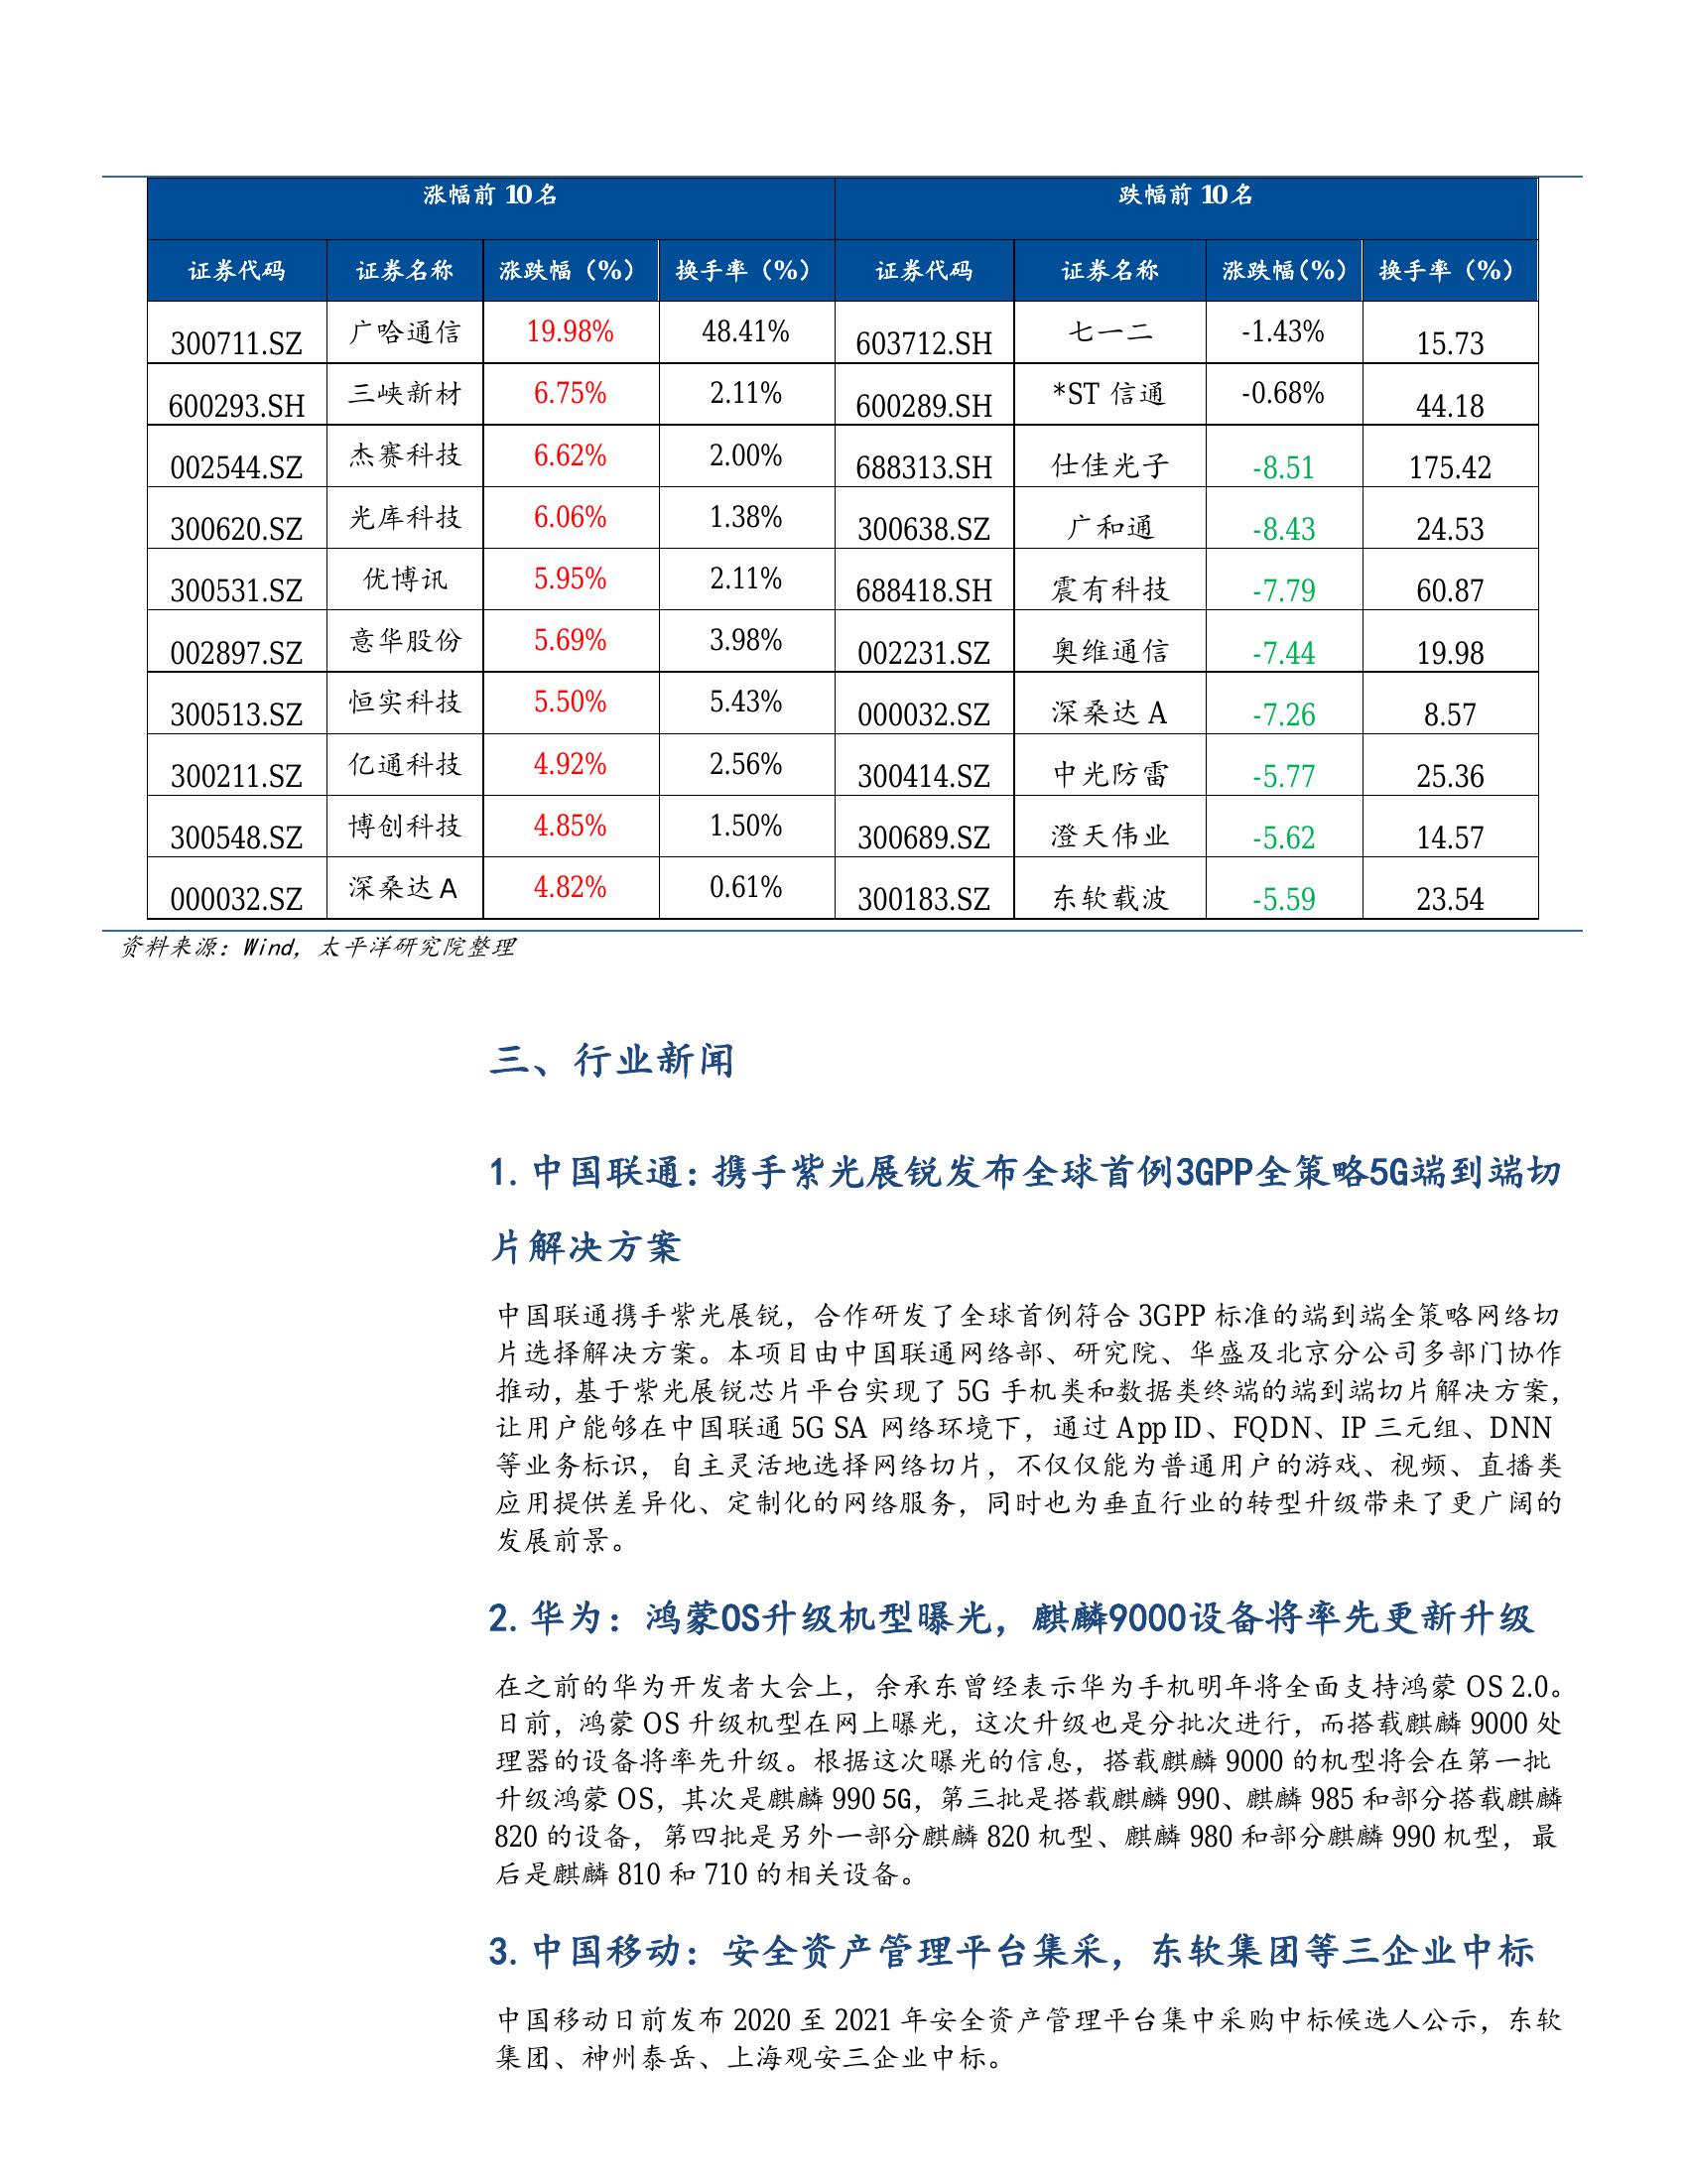 涨幅前 10 名 跌幅前 10 名
证券代码 证券名称 涨跌幅（%） 换手率（%） 证券代码 证券名称 涨跌幅(%) 换手率（%）
300711.SZ 广哈通信 19.98% 48.41% 603712.SH 七一二 -1.43% 15.73
600293.SH 三峡新材 6.75% 2.11% 600289.SH *ST 信通 -0.68% 44.18
002544.SZ 杰赛科技 6.62% 2.00% 688313.SH 仕佳光子 -8.51 175.42
300620.SZ 光库科技 6.06% 1.38% 300638.SZ 广和通 -8.43 24.53
300531.SZ 优博讯 5.95% 2.11% 688418.SH 震有科技 -7.79 60.87
002897.SZ 意华股份 5.69% 3.98% 002231.SZ 奥维通信 -7.44 19.98
300513.SZ 恒实科技 5.50% 5.43% 000032.SZ 深桑达 A -7.26 8.57
300211.SZ 亿通科技 4.92% 2.56% 300414.SZ 中光防雷 -5.77 25.36
300548.SZ 博创科技 4.85% 1.50% 300689.SZ 澄天伟业 -5.62 14.57
000032.SZ 深桑达 A 4.82% 0.61% 300183.SZ 东软载波 -5.59 23.54
资料来源：Wind，太平洋研究院整理
三、行业新闻
1. 中国联通：携手紫光展锐发布全球首例3GPP全策略5G端到端切
片解决方案
中国联通携手紫光展锐，合作研发了全球首例符合 3GPP 标准的端到端全策略网络切
片选择解决方案。本项目由中国联通网络部、研究院、华盛及北京分公司多部门协作
推动，基于紫光展锐芯片平台实现了 5G 手机类和数据类终端的端到端切片解决方案，
让用户能够在中国联通 5G SA 网络环境下，通过 App ID、FQDN、IP 三元组、DNN
等业务标识，自主灵活地选择网络切片，不仅仅能为普通用户的游戏、视频、直播类
应用提供差异化、定制化的网络服务，同时也为垂直行业的转型升级带来了更广阔的
发展前景。
2. 华为：鸿蒙OS升级机型曝光，麒麟9000设备将率先更新升级
在之前的华为开发者大会上，余承东曾经表示华为手机明年将全面支持鸿蒙 OS 2.0。
日前，鸿蒙 OS 升级机型在网上曝光，这次升级也是分批次进行，而搭载麒麟 9000 处
理器的设备将率先升级。根据这次曝光的信息，搭载麒麟 9000 的机型将会在第一批
升级鸿蒙 OS，其次是麒麟 990 5G，第三批是搭载麒麟 990、麒麟 985 和部分搭载麒麟
820 的设备，第四批是另外一部分麒麟 820 机型、麒麟 980 和部分麒麟 990 机型，最
后是麒麟 810 和 710 的相关设备。
3. 中国移动：安全资产管理平台集采，东软集团等三企业中标
中国移动日前发布 2020 至 2021 年安全资产管理平台集中采购中标候选人公示，东软
集团、神州泰岳、上海观安三企业中标。